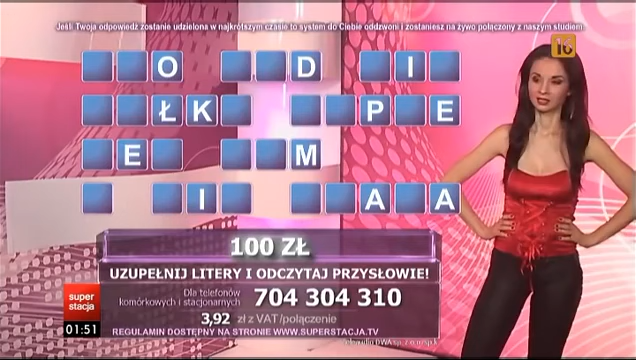 Jeśli Twoja odpowiedź zostanie udzielona w najkrótszym czasie to system do Ciebie oddzwoni i zostaniesz na żywo połączony z naszym studiem
16
O D I
Ł K P E
E M
I A A
100 ZŁ
UZUPEŁNIJ LITERY I ODCZYTAJ PRZYSŁOWIE!
Dla telefonów
komórkowych i stacjonarnych
704 304 310
3,92 zł z VAT/połączenie
REGULAMIN DOSTĘPNY NA STRONIE WWW.SUPERSTACJA.TV
super
stacja
01:51